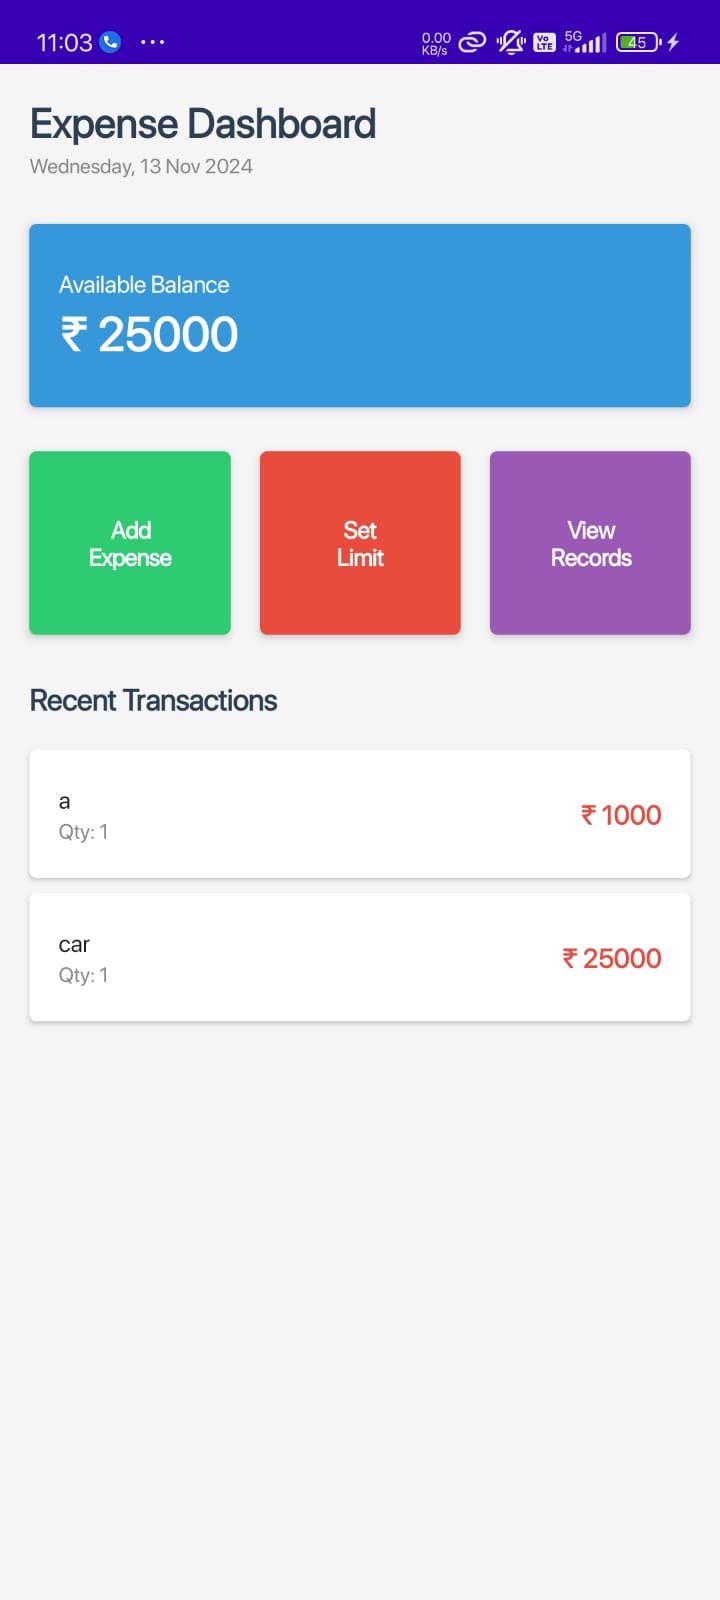 11:03
0.00
KB/s
Vo
LTE
5G
45
Expense Dashboard
Wednesday, 13 Nov 2024
Available Balance
₹ 25000
Add
Expense
Set
Limit
View
Records
Recent Transactions
a
Qty: 1
₹ 1000
car
Qty: 1
₹ 25000